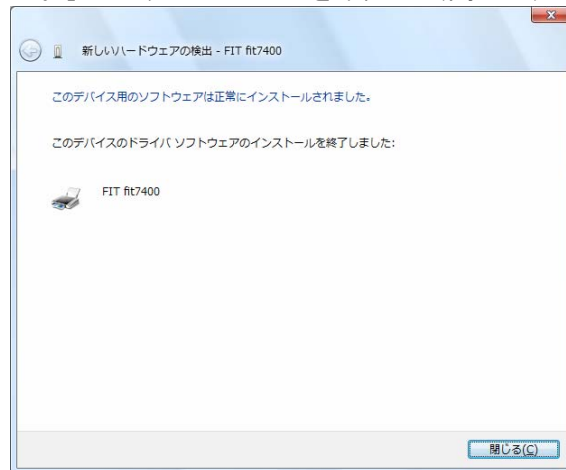 新しいハードウェアの検出 - FIT fit7400
このデバイス用のソフトウェアは正常にインストールされました。
このデバイスのドライバ ソフトウェアのインストールを終了しました:
FIT fit7400
閉じる(C)